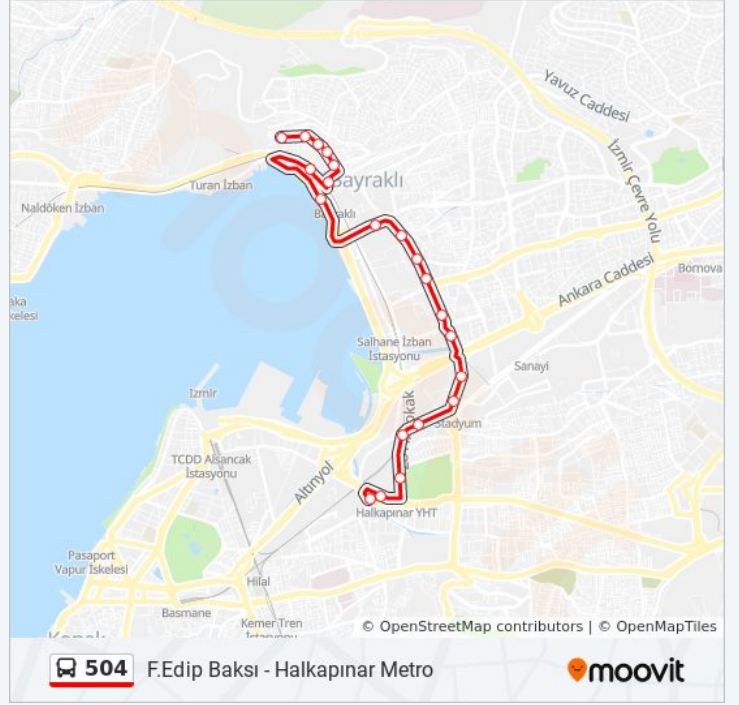 Yavuz Caddesi
İzmir Çevre Yolu
Turan İzban
Bayraklı
Naldöken İzban
Ankara Caddesi
Bornova
Salhane İzban
İstasyonu
Sanayi
Izmir
Stadyum
TCDD Alsancak
İstasyonu
Altınyol
Halkapınar YHT
Pasaport
Vapur İskelesi
Hilal
Basmane
Kemer Tren
İstasyonu
© OpenStreetMap contributors | © OpenMapTiles
504 F.Edip Baksı - Halkapınar Metro
moovit